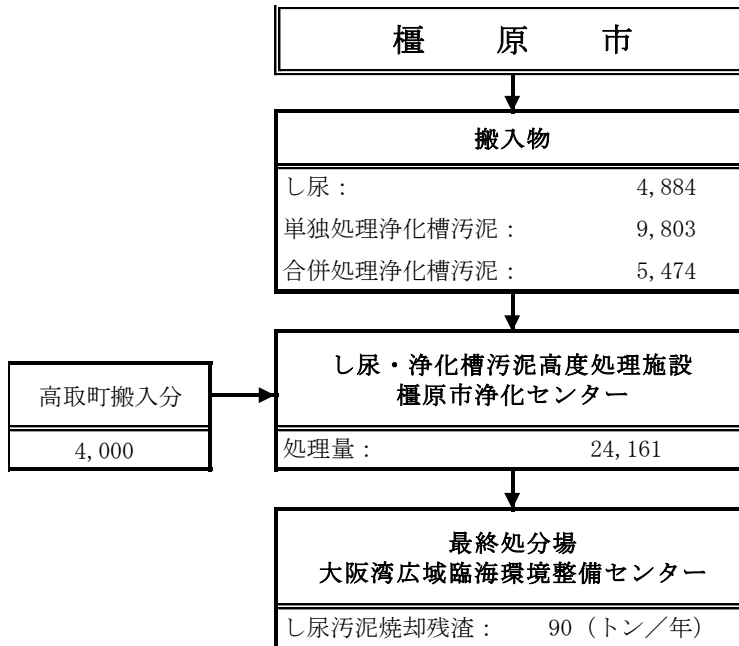 橿　原　市
搬入物
し尿： 4,884
単独処理浄化槽汚泥： 9,803
合併処理浄化槽汚泥： 5,474
し尿・浄化槽汚泥高度処理施設
橿原市浄化センター
高取町搬入分
4,000
処理量： 24,161
最終処分場
大阪湾広域臨海環境整備センター
し尿汚泥焼却残渣： 90（トン／年）